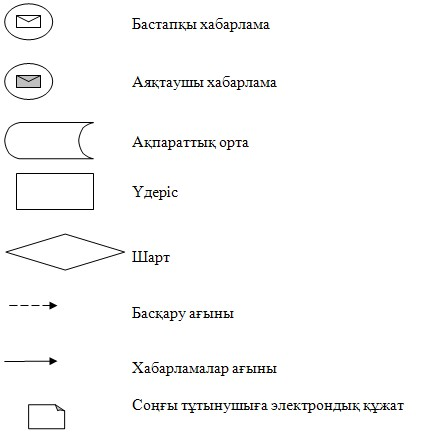 Бастапқы хабарлама
Аяқтаушы хабарлама
Ақпараттық орта
Үдеріс
Шарт
Басқару ағыны
Хабарламалар ағыны
Соңғы тұтынушыға электрондық құжат